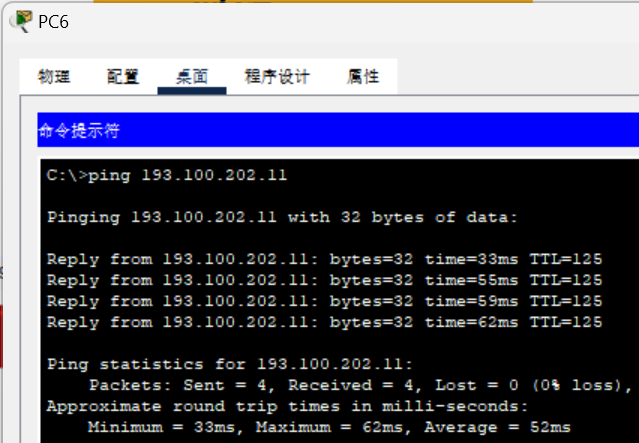 PC6
物理 配置 桌面 程序设计 属性
命令提示符
C:\>ping 193.100.202.11
Pinging 193.100.202.11 with 32 bytes of data:
Reply from 193.100.202.11: bytes=32 time=33ms TTL=125
Reply from 193.100.202.11: bytes=32 time=55ms TTL=125
Reply from 193.100.202.11: bytes=32 time=59ms TTL=125
Reply from 193.100.202.11: bytes=32 time=62ms TTL=125
Ping statistics for 193.100.202.11:
Packets: Sent = 4, Received = 4, Lost = 0 (0% loss),
Approximate round trip times in milli-seconds:
Minimum = 33ms, Maximum = 62ms, Average = 52ms